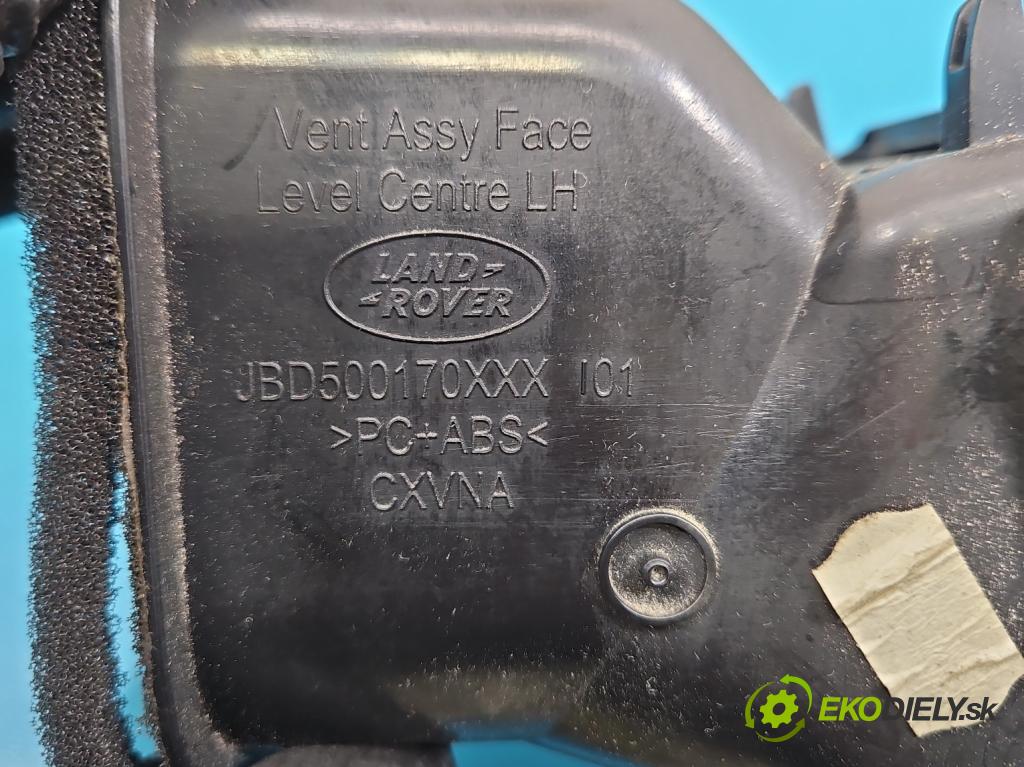 Vent Assy Face
Level Centre LH
LAND
ROVER
JBD500170XXX I01
>PC+ABS<
CXVNA
EKODIELY.sk